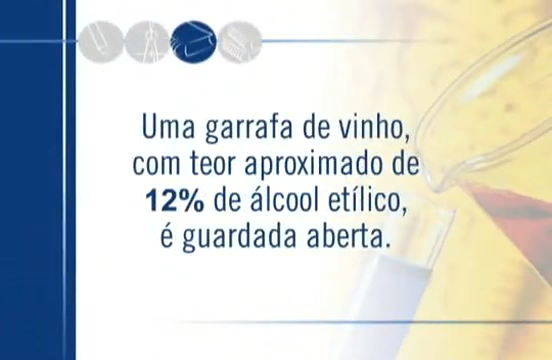 Uma garrafa de vinho,
com teor aproximado de
12% de álcool etílico,
é guardada aberta.